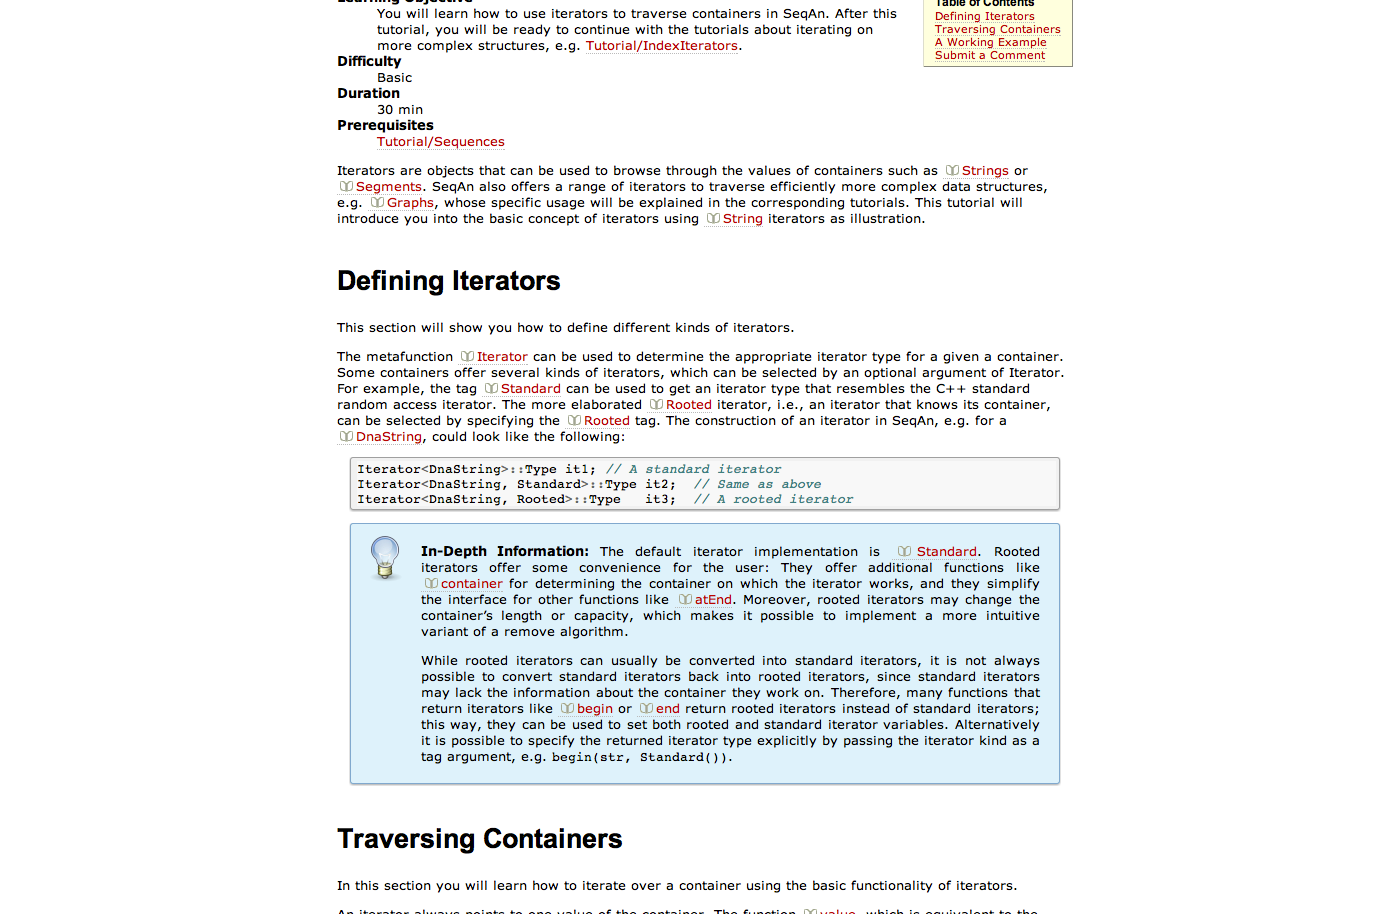 Learning Objective
You will learn how to use iterators to traverse containers in SeqAn. After this
tutorial, you will be ready to continue with the tutorials about iterating on
more complex structures, e.g. Tutorial/IndexIterators.
Difficulty
Basic
Duration
30 min
Prerequisites
Tutorial/Sequences
Table of Contents
Defining Iterators
Traversing Containers
A Working Example
Submit a Comment
Iterators are objects that can be used to browse through the values of containers such as Strings or
Segments. SeqAn also offers a range of iterators to traverse efficiently more complex data structures,
e.g. Graphs, whose specific usage will be explained in the corresponding tutorials. This tutorial will
introduce you into the basic concept of iterators using String iterators as illustration.
Defining Iterators
This section will show you how to define different kinds of iterators.
The metafunction Iterator can be used to determine the appropriate iterator type for a given a container.
Some containers offer several kinds of iterators, which can be selected by an optional argument of Iterator.
For example, the tag Standard can be used to get an iterator type that resembles the C++ standard
random access iterator. The more elaborated Rooted iterator, i.e., an iterator that knows its container,
can be selected by specifying the Rooted tag. The construction of an iterator in SeqAn, e.g. for a
DnaString, could look like the following:
Iterator<DnaString>::Type it1; // A standard iterator
Iterator<DnaString, Standard>::Type it2;  // Same as above
Iterator<DnaString, Rooted>::Type   it3;  // A rooted iterator
In-Depth Information: The default iterator implementation is Standard. Rooted
iterators offer some convenience for the user: They offer additional functions like
container for determining the container on which the iterator works, and they simplify
the interface for other functions like atEnd. Moreover, rooted iterators may change the
container's length or capacity, which makes it possible to implement a more intuitive
variant of a remove algorithm.
While rooted iterators can usually be converted into standard iterators, it is not always
possible to convert standard iterators back into rooted iterators, since standard iterators
may lack the information about the container they work on. Therefore, many functions that
return iterators like begin or end return rooted iterators instead of standard iterators;
this way, they can be used to set both rooted and standard iterator variables. Alternatively
it is possible to specify the returned iterator type explicitly by passing the iterator kind as a
tag argument, e.g. begin(str, Standard()).
Traversing Containers
In this section you will learn how to iterate over a container using the basic functionality of iterators.
An iterator always points to one value of the container. The function value, which is equivalent to the